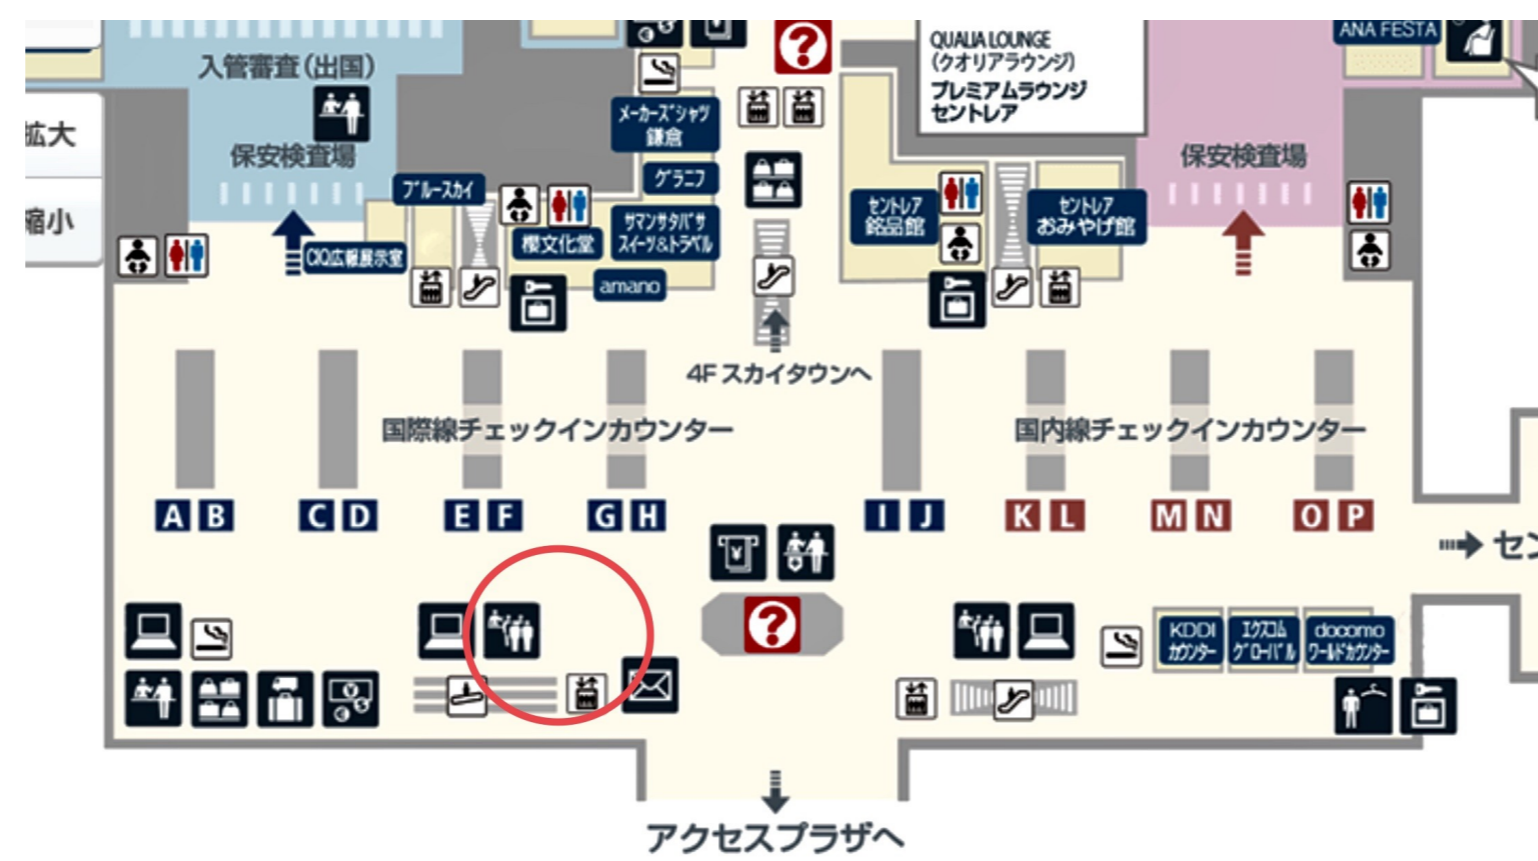 入管審査(出国)
拡大
保安検査場
縮小
メーカーズシャツ
鎌倉
グラニフ
サマンサタバサ
スイーツ&トラベル
ブルースカイ
櫻文化堂
CIQ広報展示室
amano
QUALIA LOUNGE
(クオリアラウンジ)
プレミアムラウンジ
セントレア
ANA FESTA
保安検査場
セントレア
銘品館
セントレア
おみやげ館
4F スカイタウンへ
国際線チェックインカウンター
国内線チェックインカウンター
A B C D E F G H I J K L M N O P
?
?
KDDI
カウンター
エクスコム
グローバル
docomo
ワールドカウンター
アクセスプラザへ